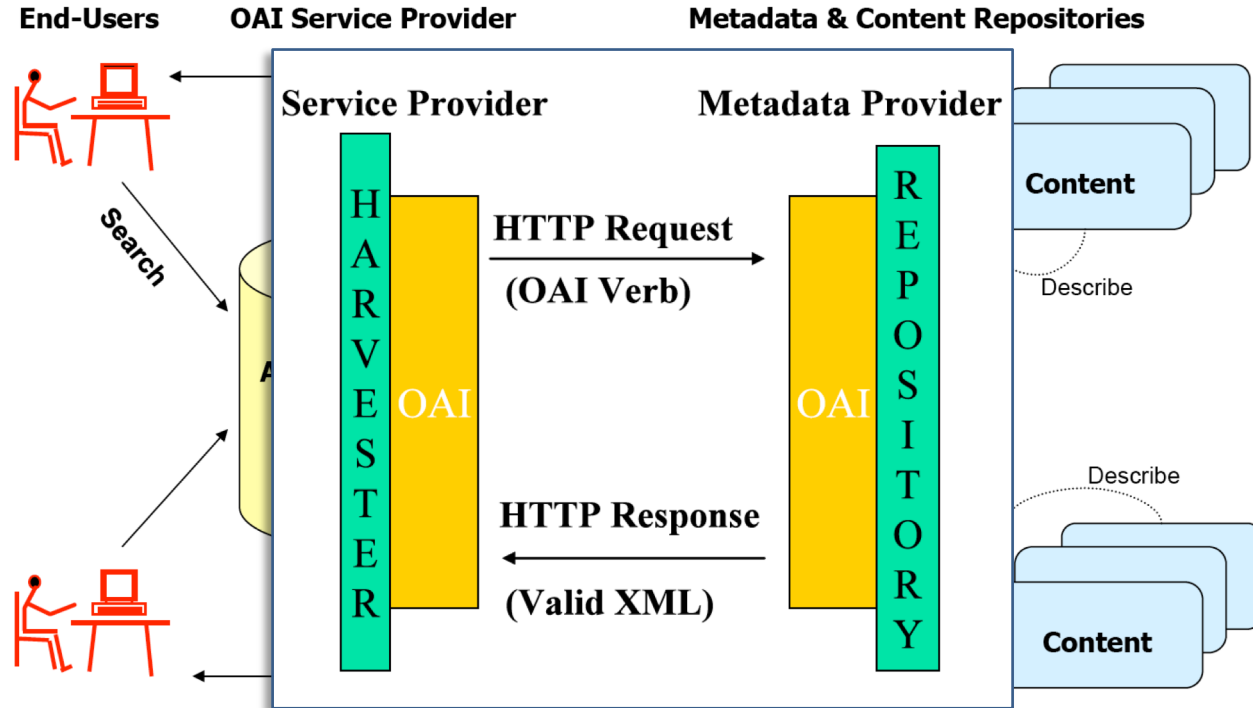 End-Users
OAI Service Provider
Metadata & Content Repositories
Service Provider
Metadata Provider
HARVESTER
OAI
HTTP Request
(OAI Verb)
HTTP Response
(Valid XML)
OAI
REPOSITORY
Search
Content
Describe
Describe
Content